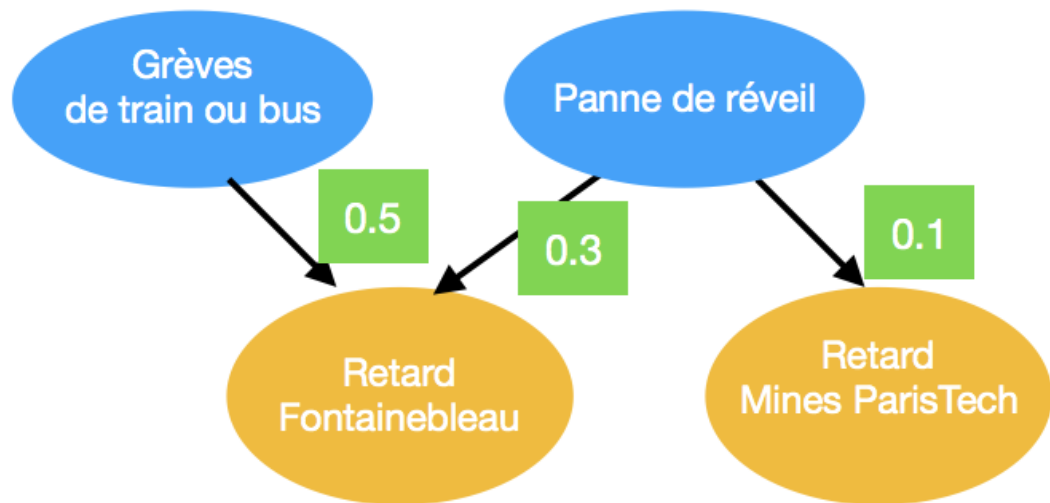 Grèves
de train ou bus
Panne de réveil
0.5
0.3
0.1
Retard
Fontainebleau
Retard
Mines ParisTech